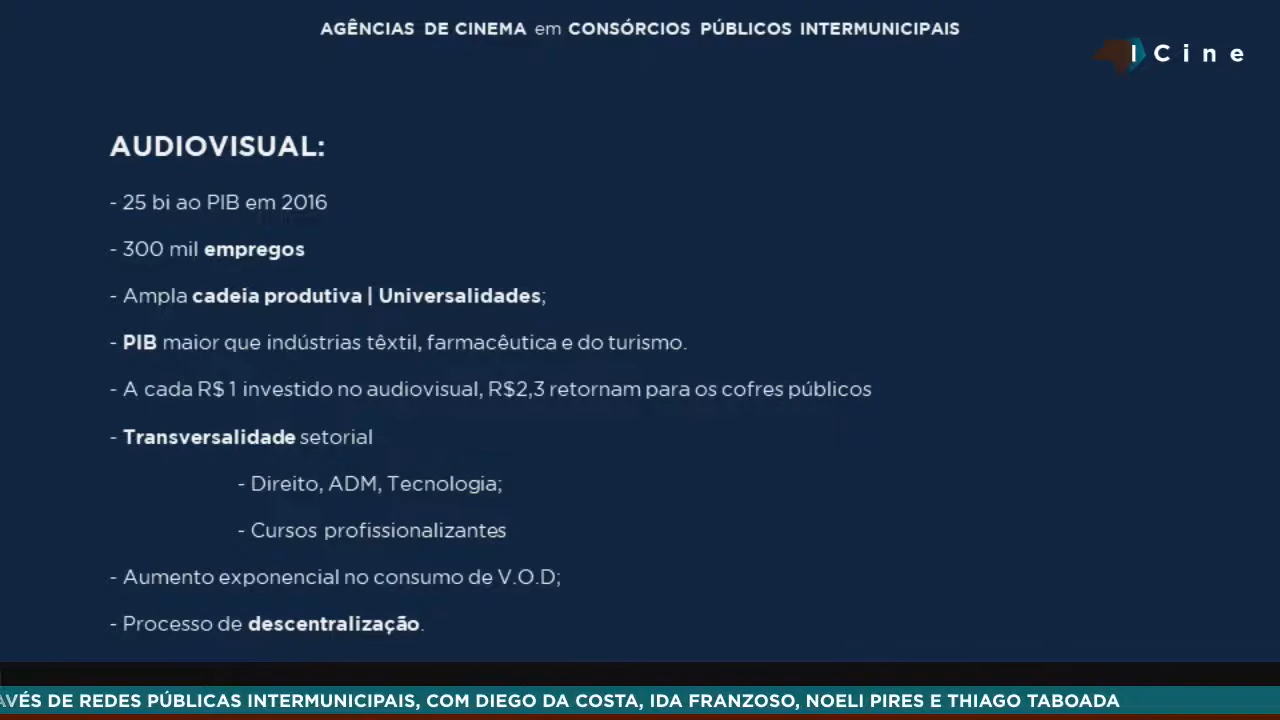 AGÊNCIAS DE CINEMA em CONSÓRCIOS PÚBLICOS INTERMUNICIPAIS
ICine
AUDIOVISUAL:
- 25 bi ao PIB em 2016
- 300 mil empregos
- Ampla cadeia produtiva | Universalidades;
- PIB maior que indústrias têxtil, farmacêutica e do turismo.
- A cada R$ 1 investido no audiovisual, R$2,3 retornam para os cofres públicos
- Transversalidade setorial
- Direito, ADM, Tecnologia;
- Cursos profissionalizantes
- Aumento exponencial no consumo de V.O.D;
- Processo de descentralização.
AVÉS DE REDES PÚBLICAS INTERMUNICIPAIS, COM DIEGO DA COSTA, IDA FRANZOSO, NOELI PIRES E THIAGO TABOADA